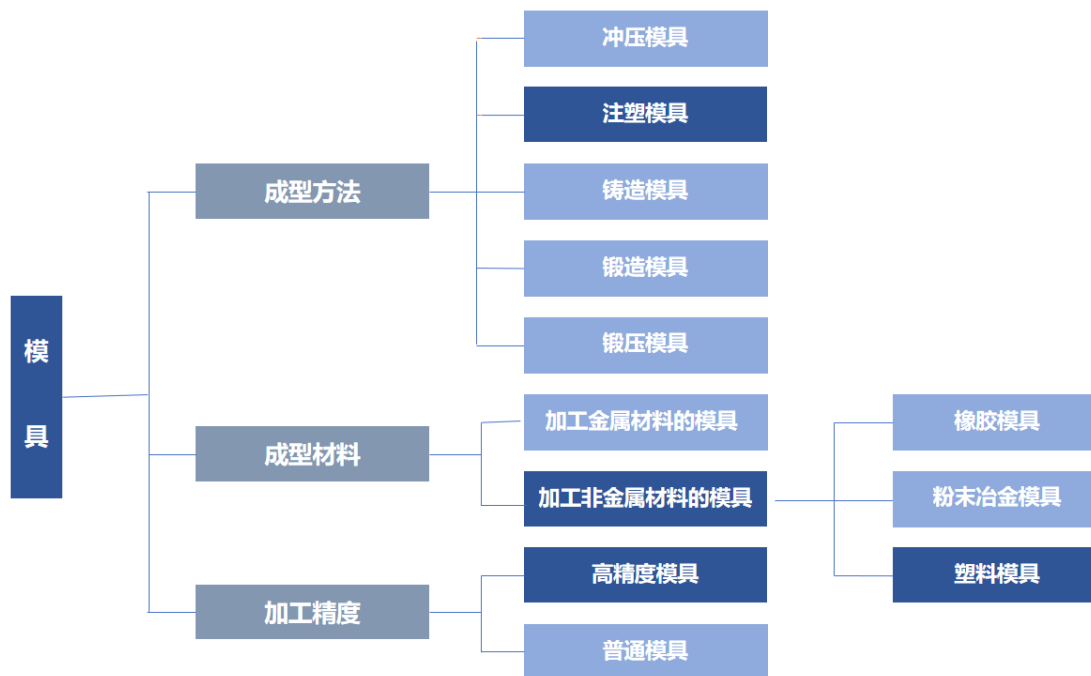 模具
成型方法
冲压模具
注塑模具
铸造模具
锻造模具
锻压模具
成型材料
加工金属材料的模具
加工非金属材料的模具
橡胶模具
粉末冶金模具
塑料模具
加工精度
高精度模具
普通模具